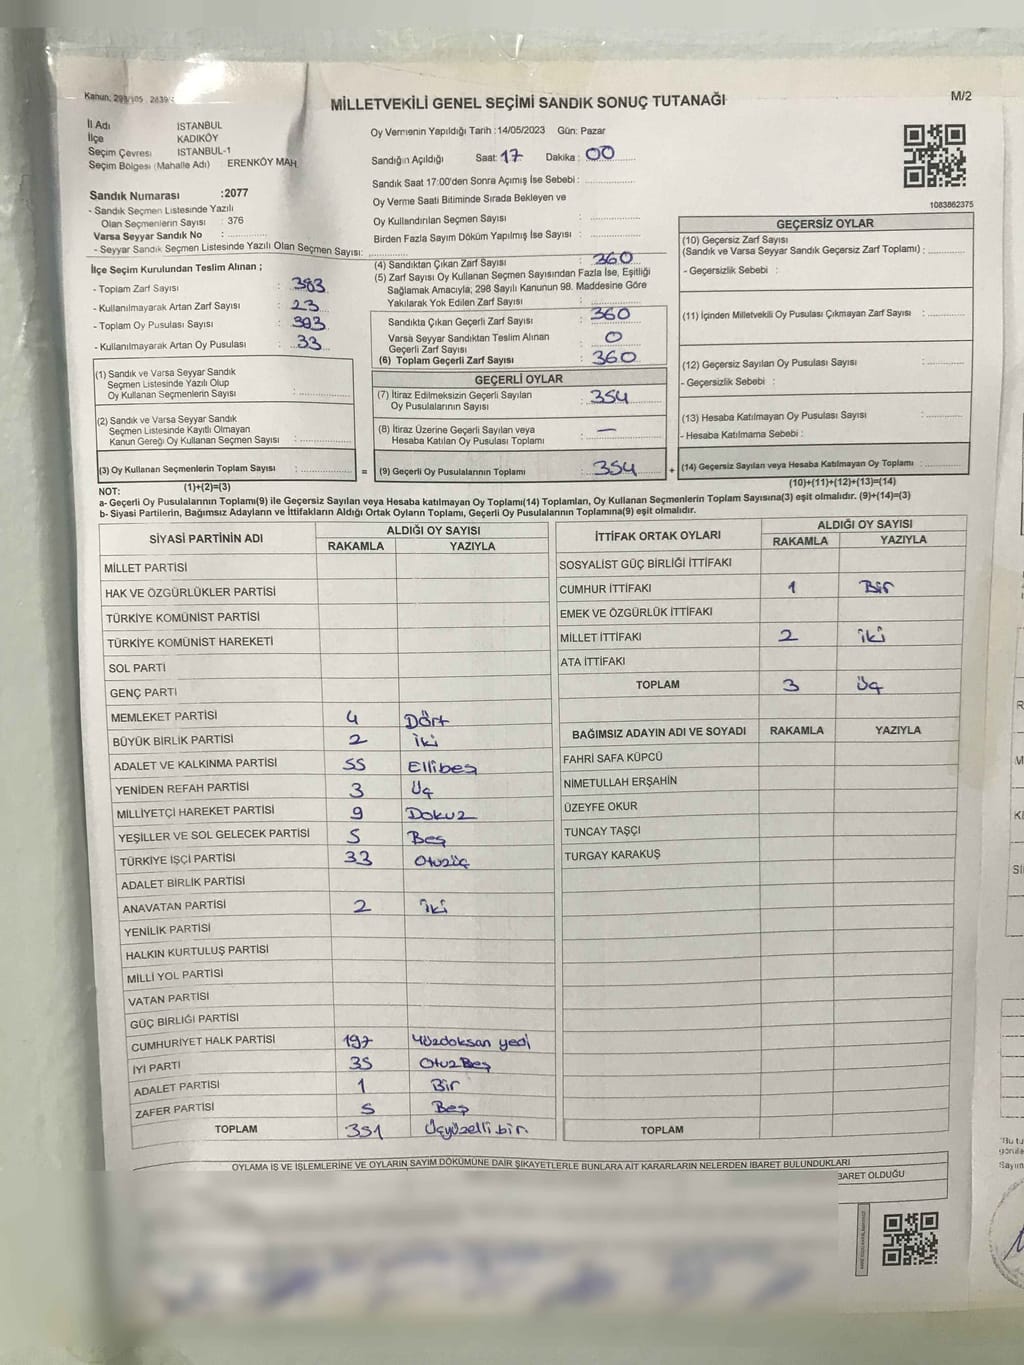 Kanun: 298/105 2839/
MİLLETVEKİLİ GENEL SEÇİMİ SANDIK SONUÇ TUTANAĞI
M/2
İl Adı İSTANBUL
İlçe KADIKÖY
Seçim Çevresi İSTANBUL-1
Seçim Bölgesi (Mahalle Adı) ERENKÖY MAH.
Sandık Numarası :2077
- Sandık Seçmen Listesinde Yazılı
Olan Seçmenlerin Sayısı : 376
Varsa Seyyar Sandık No :
- Seyyar Sandık Seçmen Listesinde Yazılı Olan Seçmen Sayısı:
Oy Vermenin Yapıldığı Tarih :14/05/2023 Gün: Pazar
Sandığın Açıldığı Saat: 17 Dakika : 00
Sandık Saat 17:00'den Sonra Açımış İse Sebebi :
Oy Verme Saati Bitiminde Sırada Bekleyen ve
Oy Kullandırılan Seçmen Sayısı :
Birden Fazla Sayım Döküm Yapılmış İse Sayısı :
1083862375
İlçe Seçim Kurulundan Teslim Alınan ;
- Toplam Zarf Sayısı : 383
- Kullanılmayarak Artan Zarf Sayısı : 23
- Toplam Oy Pusulası Sayısı : 393
- Kullanılmayarak Artan Oy Pusulası : 33
(1) Sandık ve Varsa Seyyar Sandık
Seçmen Listesinde Yazılı Olup
Oy Kullanan Seçmenlerin Sayısı :
(2) Sandık ve Varsa Seyyar Sandık
Seçmen Listesinde Kayıtlı Olmayan
Kanun Gereği Oy Kullanan Seçmen Sayısı :
(3) Oy Kullanan Seçmenlerin Toplam Sayısı : =
(1)+(2)=(3)
(4) Sandıktan Çıkan Zarf Sayısı : 360
(5) Zarf Sayısı Oy Kullanan Seçmen Sayısından Fazla İse, Eşitliği
Sağlamak Amacıyla; 298 Sayılı Kanunun 98. Maddesine Göre
Yakılarak Yok Edilen Zarf Sayısı :
Sandıkta Çıkan Geçerli Zarf Sayısı : 360
Varsa Seyyar Sandıktan Teslim Alınan
Geçerli Zarf Sayısı : 0
(6) Toplam Geçerli Zarf Sayısı : 360
GEÇERLİ OYLAR
(7) İtiraz Edilmeksizin Geçerli Sayılan
Oy Pusulalarının Sayısı : 354
(8) İtiraz Üzerine Geçerli Sayılan veya
Hesaba Katılan Oy Pusulası Toplamı : —
(9) Geçerli Oy Pusulalarının Toplamı : 354 +
GEÇERSİZ OYLAR
(10) Geçersiz Zarf Sayısı
(Sandık ve Varsa Seyyar Sandık Geçersiz Zarf Toplamı) :
- Geçersizlik Sebebi :
(11) İçinden Milletvekili Oy Pusulası Çıkmayan Zarf Sayısı :
(12) Geçersiz Sayılan Oy Pusulası Sayısı :
- Geçersizlik Sebebi :
(13) Hesaba Katılmayan Oy Pusulası Sayısı :
- Hesaba Katılmama Sebebi :
(14) Geçersiz Sayılan veya Hesaba Katılmayan Oy Toplamı :
(10)+(11)+(12)+(13)=(14)
NOT:
a- Geçerli Oy Pusulalarının Toplamı(9) ile Geçersiz Sayılan veya Hesaba katılmayan Oy Toplamı(14) Toplamları, Oy Kullanan Seçmenlerin Toplam Sayısına(3) eşit olmalıdır. (9)+(14)=(3)
b- Siyasi Partilerin, Bağımsız Adayların ve İttifakların Aldığı Ortak Oyların Toplamı, Geçerli Oy Pusulalarının Toplamına(9) eşit olmalıdır.
SİYASİ PARTİNİN ADI ALDIĞI OY SAYISI
RAKAMLA YAZIYLA
MİLLET PARTİSİ
HAK VE ÖZGÜRLÜKLER PARTİSİ
TÜRKİYE KOMÜNİST PARTİSİ
TÜRKİYE KOMÜNİST HAREKETİ
SOL PARTİ
GENÇ PARTİ
MEMLEKET PARTİSİ 4 Dört
BÜYÜK BİRLİK PARTİSİ 2 İki
ADALET VE KALKINMA PARTİSİ 55 Ellibeş
YENİDEN REFAH PARTİSİ 3 Üç
MİLLİYETÇİ HAREKET PARTİSİ 9 Dokuz
YEŞİLLER VE SOL GELECEK PARTİSİ 5 Beş
TÜRKİYE İŞÇİ PARTİSİ 33 Otuzüç
ADALET BİRLİK PARTİSİ
ANAVATAN PARTİSİ 2 İki
YENİLİK PARTİSİ
HALKIN KURTULUŞ PARTİSİ
MİLLİ YOL PARTİSİ
VATAN PARTİSİ
GÜÇ BİRLİĞİ PARTİSİ
CUMHURİYET HALK PARTİSİ 197 Yüzdoksan yedi
İYİ PARTİ 35 Otuz Beş
ADALET PARTİSİ 1 Bir
ZAFER PARTİSİ 5 Beş
TOPLAM 351 Üçyüzelli bir
İTTİFAK ORTAK OYLARI ALDIĞI OY SAYISI
RAKAMLA YAZIYLA
SOSYALİST GÜÇ BİRLİĞİ İTTİFAKI
CUMHUR İTTİFAKI 1 Bir
EMEK VE ÖZGÜRLÜK İTTİFAKI
MİLLET İTTİFAKI 2 iki
ATA İTTİFAKI
TOPLAM 3 Üç
BAĞIMSIZ ADAYIN ADI VE SOYADI RAKAMLA YAZIYLA
FAHRİ SAFA KÜPCÜ
NİMETULLAH ERŞAHİN
ÜZEYFE OKUR
TUNCAY TAŞÇI
TURGAY KARAKUŞ
TOPLAM
OYLAMA İŞ VE İŞLEMLERİNE VE OYLARIN SAYIM DÖKÜMÜNE DAİR ŞİKAYETLERLE BUNLARA AİT KARARLARIN NELERDEN İBARET BULUNDUKLARI
BARET OLDUĞU